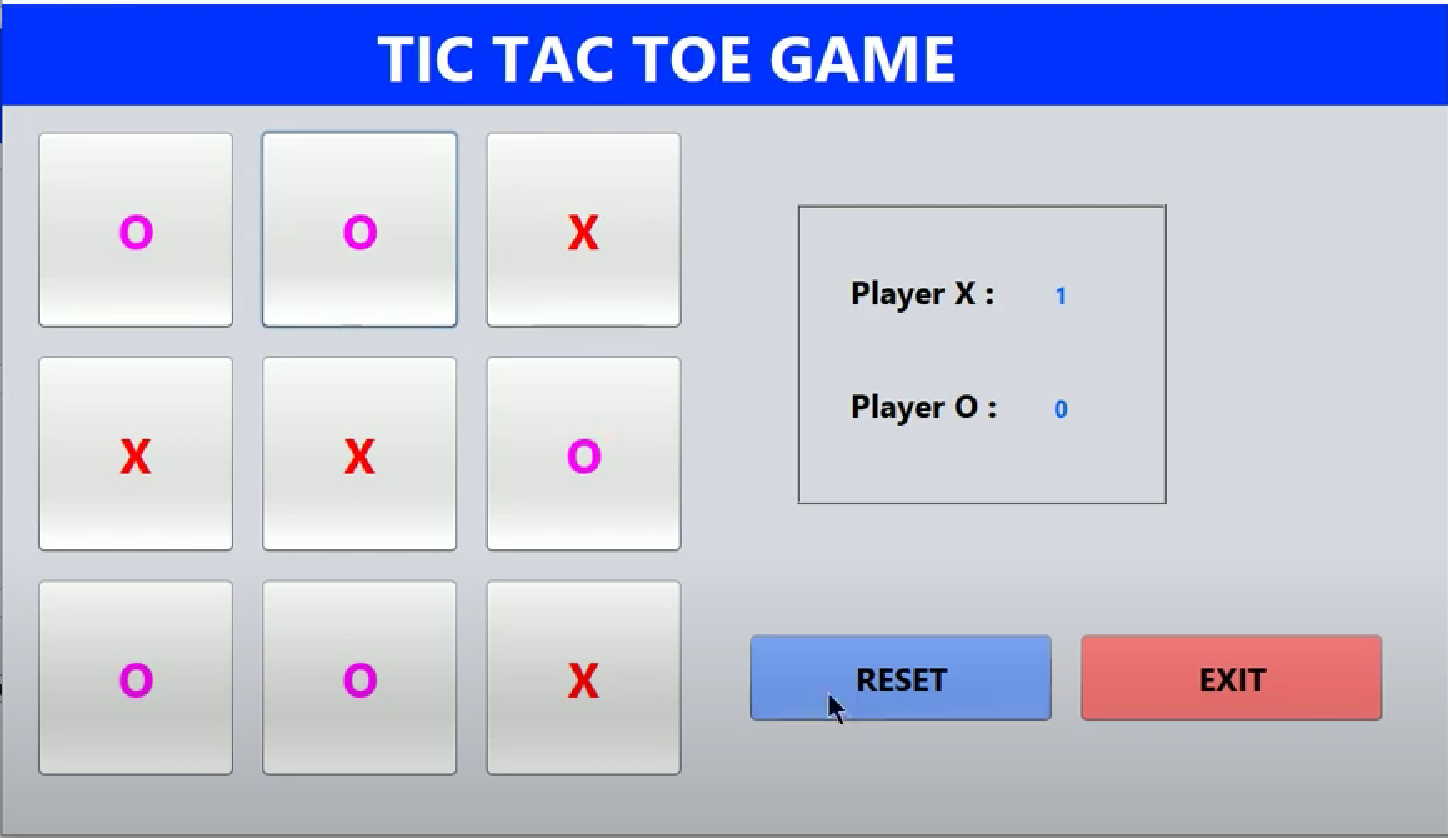 TIC TAC TOE GAME
O O X
X X O
O O X
Player X : 1
Player O : 0
RESET EXIT